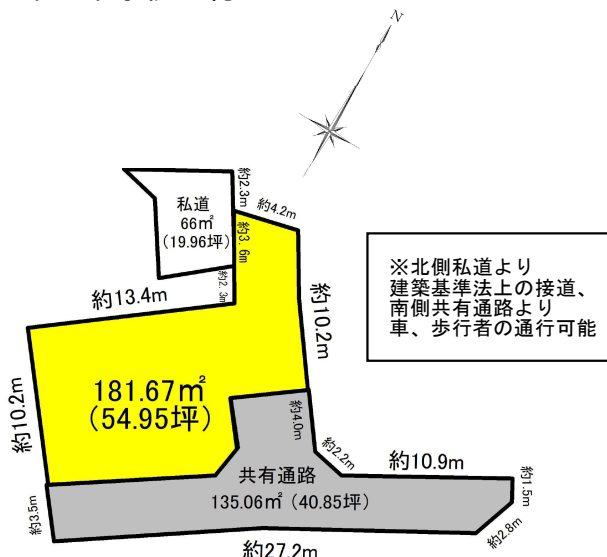 N
約2.3m
約4.2m
私道
66㎡
(19.96坪)
約3.6m
約2.3m
約13.4m
約10.2m
※北側私道より
建築基準法上の接道、
南側共有通路より
車、歩行者の通行可能
181.67㎡
(54.95坪)
約10.2m
約4.0m
約2.2m
約10.9m
共有通路
135.06㎡(40.85坪)
約1.5m
約3.5m
約2.8m
約27.2m